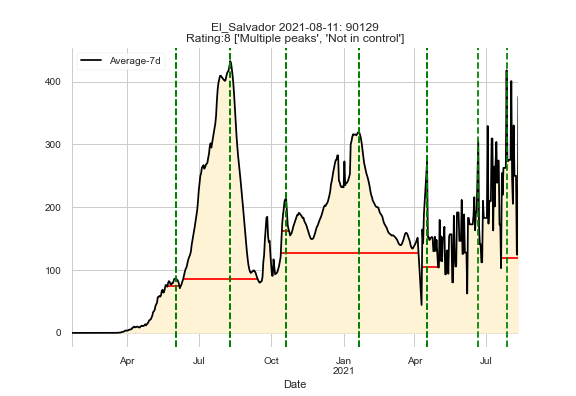 El_Salvador 2021-08-11: 90129
Rating:8 ['Multiple peaks', 'Not in control']
Average-7d
400
300
200
100
0
Apr Jul Oct Jan Apr Jul
2021
Date